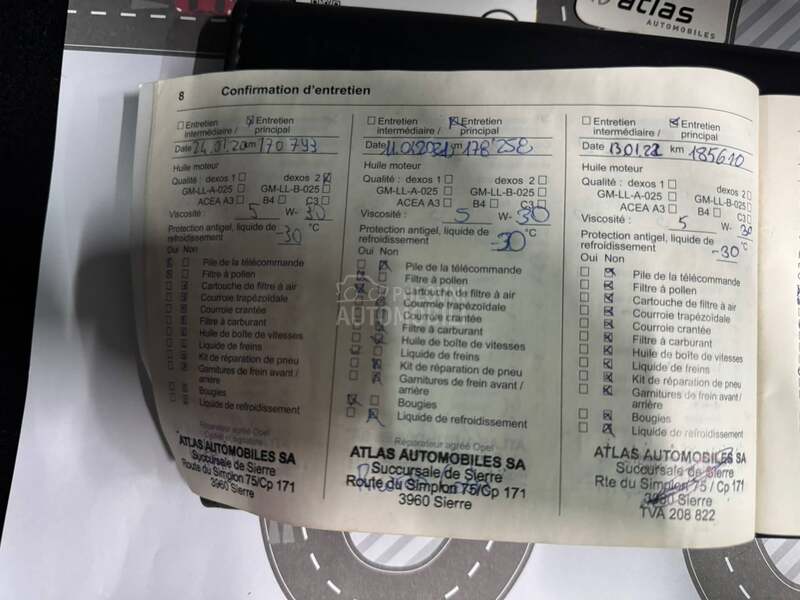 atlas
AUTOMOBILES
8 Confirmation d'entretien
Entretien intermédiaire / Entretien principal
Date 24.01.20 km 170 793
Huile moteur
Qualité : dexos 1 dexos 2
GM-LL-A-025 GM-LL-B-025
ACEA A3 B4 C3
Viscosité : 5 W- 30
Protection antigel, liquide de refroidissement -30 °C
Oui Non
Pile de la télécommande
Filtre à pollen
Cartouche de filtre à air
Courroie trapézoïdale
Courroie crantée
Filtre à carburant
Huile de boîte de vitesses
Liquide de freins
Kit de réparation de pneu
Garnitures de frein avant /
arrière
Bougies
Liquide de refroidissement
Réparateur agréé Opel
ATLAS AUTOMOBILES SA
Succursale de Sierre
Route du Simplon 75/Cp 171
3960 Sierre
Entretien intermédiaire / Entretien principal
Date 11.01.2021 km 178 258
Huile moteur
Qualité : dexos 1 dexos 2
GM-LL-A-025 GM-LL-B-025
ACEA A3 B4 C3
Viscosité : 5 W- 30
Protection antigel, liquide de refroidissement -30 °C
Oui Non
Pile de la télécommande
Filtre à pollen
Cartouche de filtre à air
Courroie trapézoïdale
Courroie crantée
Filtre à carburant
Huile de boîte de vitesses
Liquide de freins
Kit de réparation de pneu
Garnitures de frein avant /
arrière
Bougies
Liquide de refroidissement
Réparateur agréé Opel
ATLAS AUTOMOBILES SA
Succursale de Sierre
Route du Simplon 75/Cp 171
3960 Sierre
Entretien intermédiaire / Entretien principal
Date 13.01.22 km 185610
Huile moteur
Qualité : dexos 1 dexos 2
GM-LL-A-025 GM-LL-B-025
ACEA A3 B4 C3
Viscosité : 5 W- 30
Protection antigel, liquide de refroidissement -30 °C
Oui Non
Pile de la télécommande
Filtre à pollen
Cartouche de filtre à air
Courroie trapézoïdale
Courroie crantée
Filtre à carburant
Huile de boîte de vitesses
Liquide de freins
Kit de réparation de pneu
Garnitures de frein avant /
arrière
Bougies
Liquide de refroidissement
ATLAS AUTOMOBILES SA
Succursale de Sierre
Rte du Simplon 75 / Cp 171
3960 Sierre
TVA 208 822